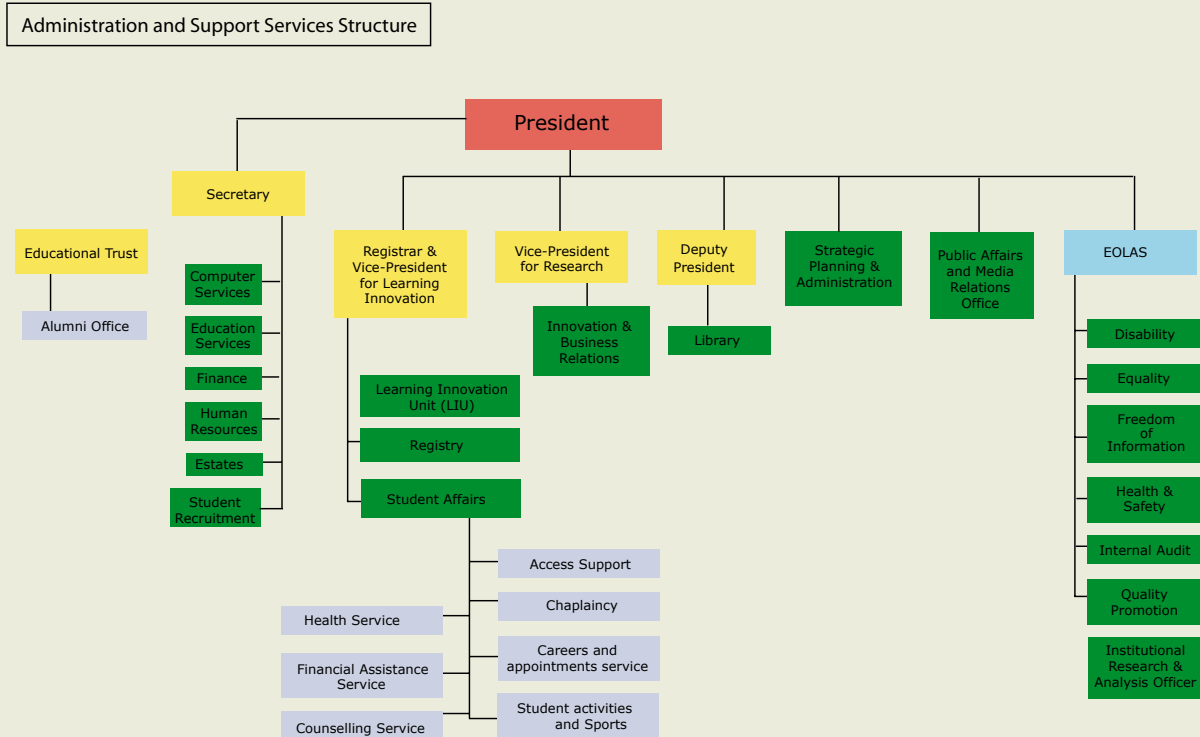 Administration and Support Services Structure
President
Secretary
Educational Trust
Alumni Office
Computer
Services
Education
Services
Finance
Human
Resources
Estates
Student
Recruitment
Registrar &
Vice-President
for Learning
Innovation
Learning Innovation
Unit (LIU)
Registry
Student Affairs
Access Support
Chaplaincy
Health Service
Careers and
appointments service
Financial Assistance
Service
Student activities
and Sports
Counselling Service
Vice-President
for Research
Innovation &
Business
Relations
Deputy
President
Library
Strategic
Planning &
Administration
Public Affairs
and Media
Relations
Office
EOLAS
Disability
Equality
Freedom
of
Information
Health &
Safety
Internal Audit
Quality
Promotion
Institutional
Research &
Analysis Officer